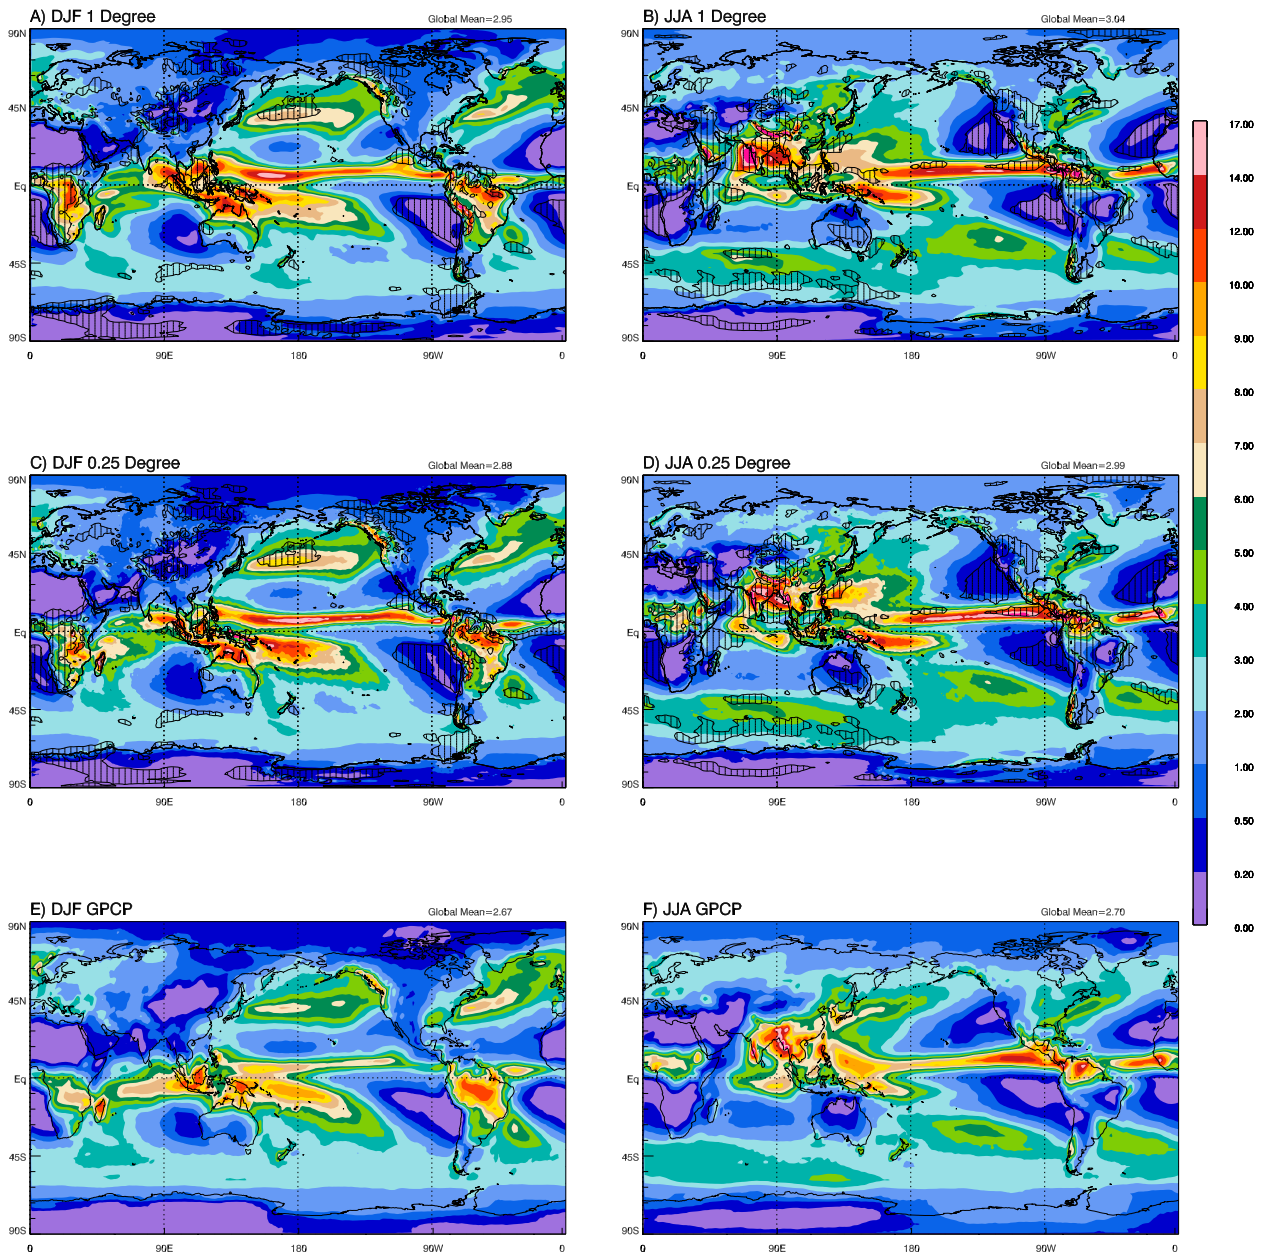 A) DJF 1 Degree
Global Mean=2.95
B) JJA 1 Degree
Global Mean=3.04
90N
45N
Eq
45S
90S
0
90E
180
90W
0
90N
45N
Eq
45S
90S
0
90E
180
90W
0
17.00
14.00
12.00
10.00
9.00
8.00
7.00
6.00
5.00
4.00
3.00
2.00
1.00
0.50
0.20
0.00
C) DJF 0.25 Degree
Global Mean=2.88
D) JJA 0.25 Degree
Global Mean=2.99
90N
45N
Eq
45S
90S
0
90E
180
90W
0
90N
45N
Eq
45S
90S
0
90E
180
90W
0
E) DJF GPCP
Global Mean=2.67
F) JJA GPCP
Global Mean=2.70
90N
45N
Eq
45S
90S
0
90E
180
90W
0
90N
45N
Eq
45S
90S
0
90E
180
90W
0